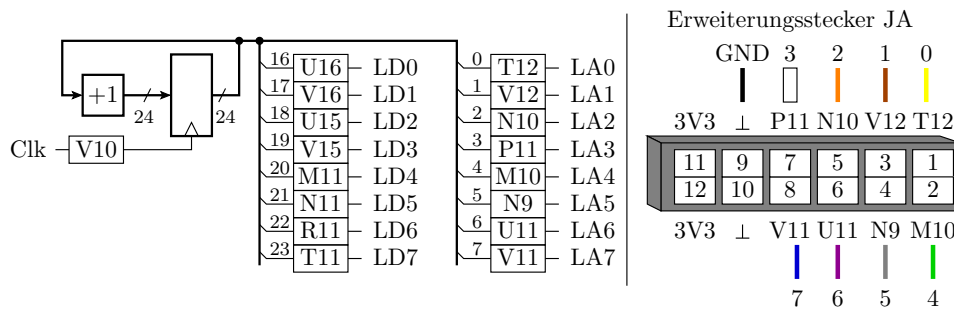 Erweiterungsstecker JA
GND 3 2 1 0
16 U16 LD0 0 T12 LA0
+1 24 24 17 V16 LD1 1 V12 LA1
18 U15 LD2 2 N10 LA2 3V3 ⊥ P11 N10 V12 T12
Clk V10 19 V15 LD3 3 P11 LA3
20 M11 LD4 4 M10 LA4 11 9 7 5 3 1
21 N11 LD5 5 N9 LA5 12 10 8 6 4 2
22 R11 LD6 6 U11 LA6 3V3 ⊥ V11 U11 N9 M10
23 T11 LD7 7 V11 LA7
7 6 5 4